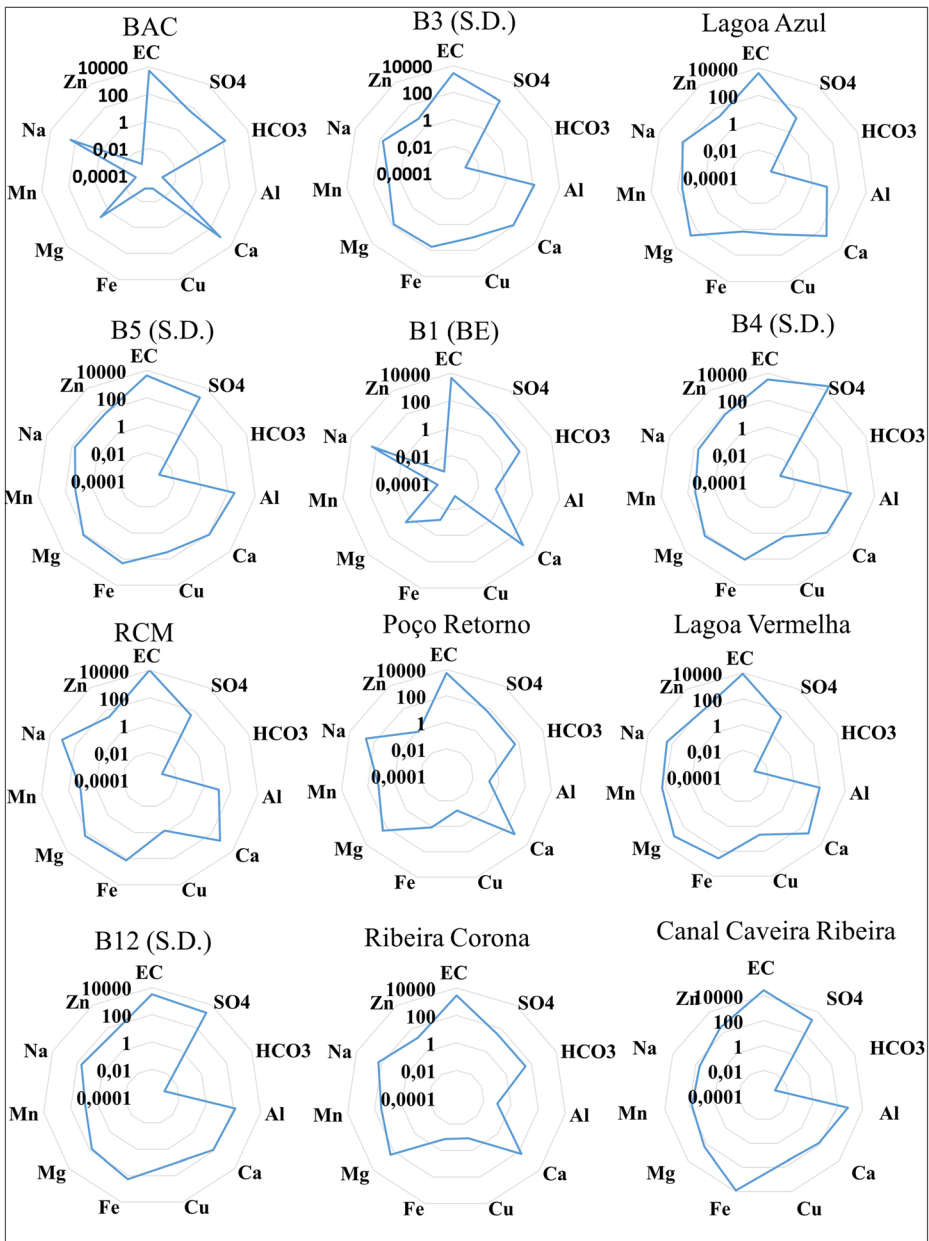 BAC
EC
SO4
HCO3
Al
Ca
Cu
Fe
Mg
Mn
Na
Zn
10000
100
1
0,01
0,0001
B3 (S.D.)
EC
SO4
HCO3
Al
Ca
Cu
Fe
Mg
Mn
Na
Zn
10000
100
1
0,01
0,0001
Lagoa Azul
EC
SO4
HCO3
Al
Ca
Cu
Fe
Mg
Mn
Na
Zn
10000
100
1
0,01
0,0001
B5 (S.D.)
EC
SO4
HCO3
Al
Ca
Cu
Fe
Mg
Mn
Na
Zn
10000
100
1
0,01
0,0001
B1 (BE)
EC
SO4
HCO3
Al
Ca
Cu
Fe
Mg
Mn
Na
Zn
10000
100
1
0,01
0,0001
B4 (S.D.)
EC
SO4
HCO3
Al
Ca
Cu
Fe
Mg
Mn
Na
Zn
10000
100
1
0,01
0,0001
RCM
EC
SO4
HCO3
Al
Ca
Cu
Fe
Mg
Mn
Na
Zn
10000
100
1
0,01
0,0001
Poço Retorno
EC
SO4
HCO3
Al
Ca
Cu
Fe
Mg
Mn
Na
Zn
10000
100
1
0,01
0,0001
Lagoa Vermelha
EC
SO4
HCO3
Al
Ca
Cu
Fe
Mg
Mn
Na
Zn
10000
100
1
0,01
0,0001
B12 (S.D.)
EC
SO4
HCO3
Al
Ca
Cu
Fe
Mg
Mn
Na
Zn
10000
100
1
0,01
0,0001
Ribeira Corona
EC
SO4
HCO3
Al
Ca
Cu
Fe
Mg
Mn
Na
Zn
10000
100
1
0,01
0,0001
Canal Caveira Ribeira
EC
SO4
HCO3
Al
Ca
Cu
Fe
Mg
Mn
Na
Zn
10000
100
1
0,01
0,0001